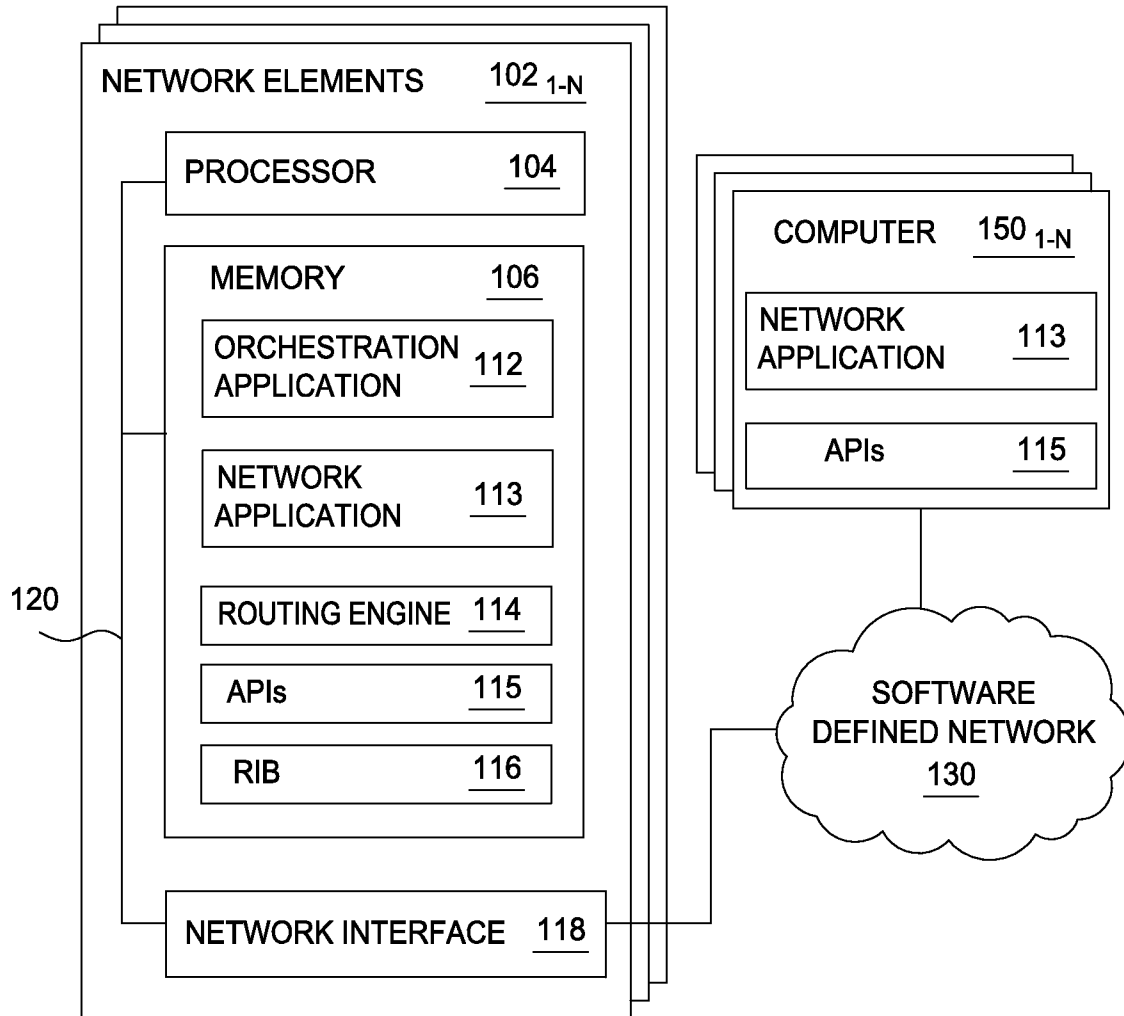 NETWORK ELEMENTS 102 1-N
PROCESSOR 104
MEMORY 106
ORCHESTRATION
APPLICATION 112
NETWORK
APPLICATION 113
ROUTING ENGINE 114
APIs 115
RIB 116
NETWORK INTERFACE 118
120
COMPUTER 150 1-N
NETWORK
APPLICATION 113
APIs 115
SOFTWARE
DEFINED NETWORK
130